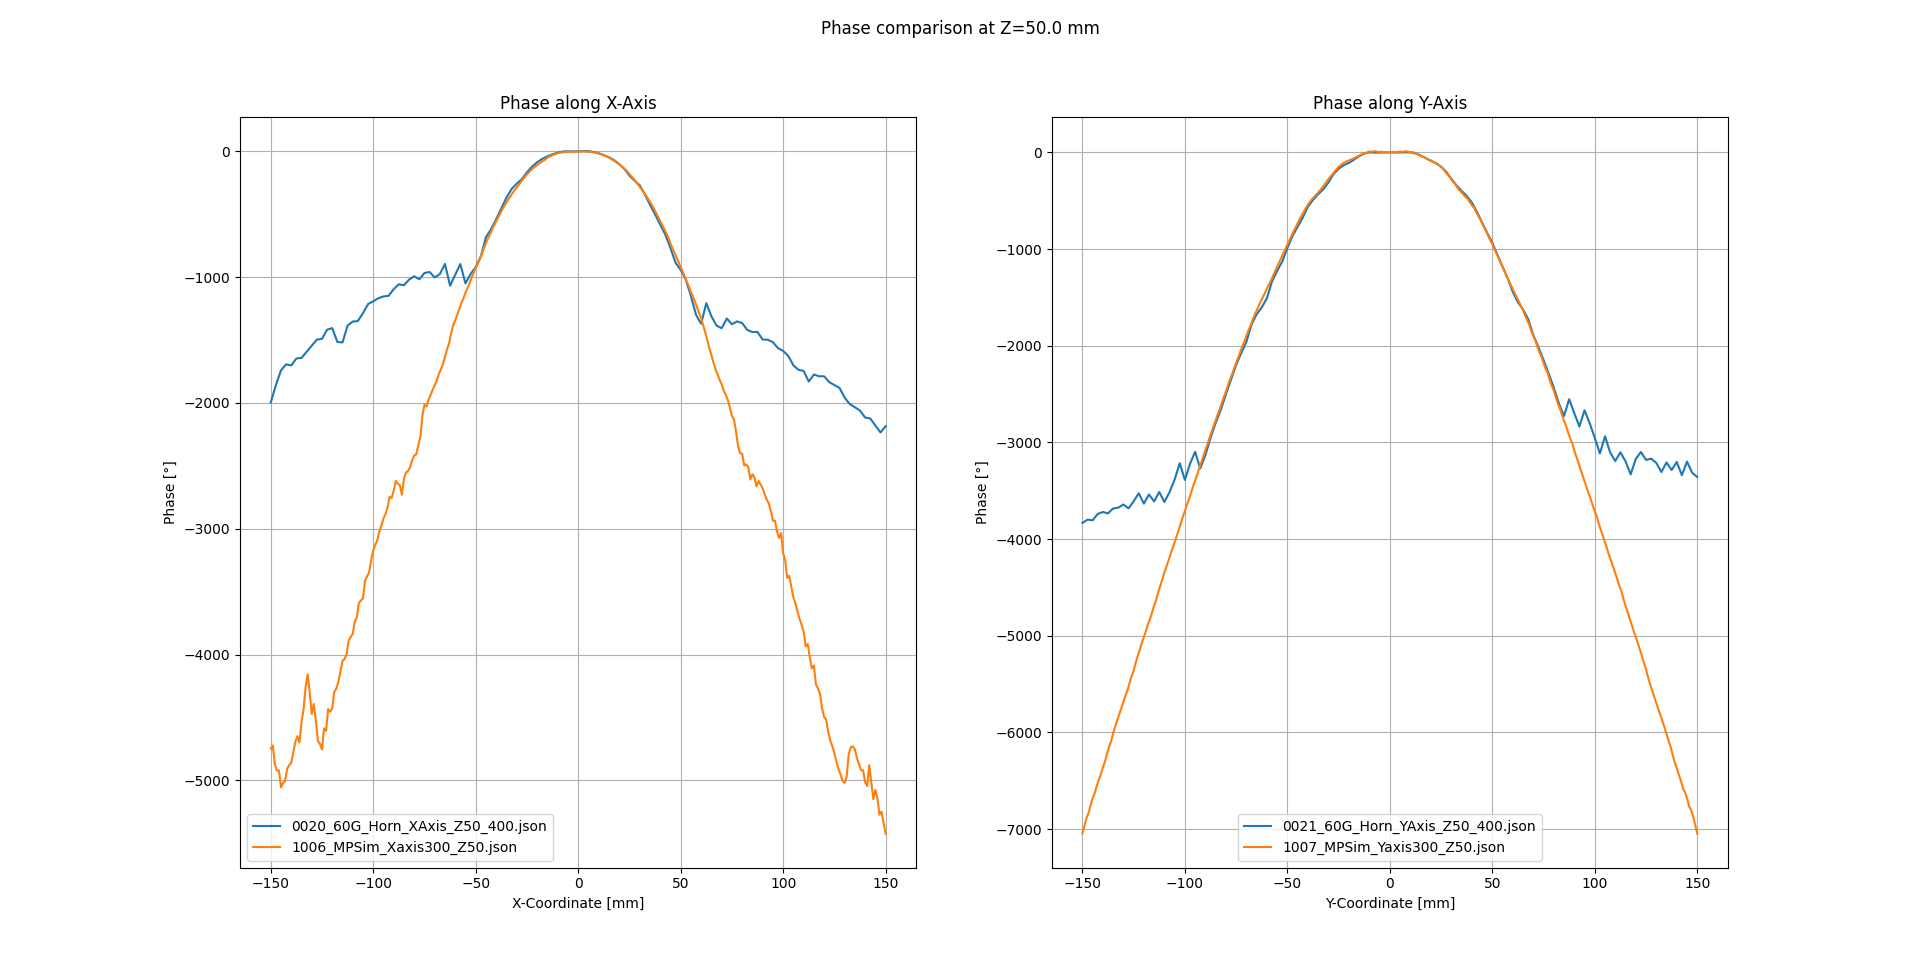 Phase comparison at Z=50.0 mm
Phase along X-Axis
0
−1000
−2000
−3000
−4000
−5000
Phase [°]
−150 −100 −50 0 50 100 150
X-Coordinate [mm]
0020_60G_Horn_XAxis_Z50_400.json
1006_MPSim_Xaxis300_Z50.json
Phase along Y-Axis
0
−1000
−2000
−3000
−4000
−5000
−6000
−7000
Phase [°]
−150 −100 −50 0 50 100 150
Y-Coordinate [mm]
0021_60G_Horn_YAxis_Z50_400.json
1007_MPSim_Yaxis300_Z50.json